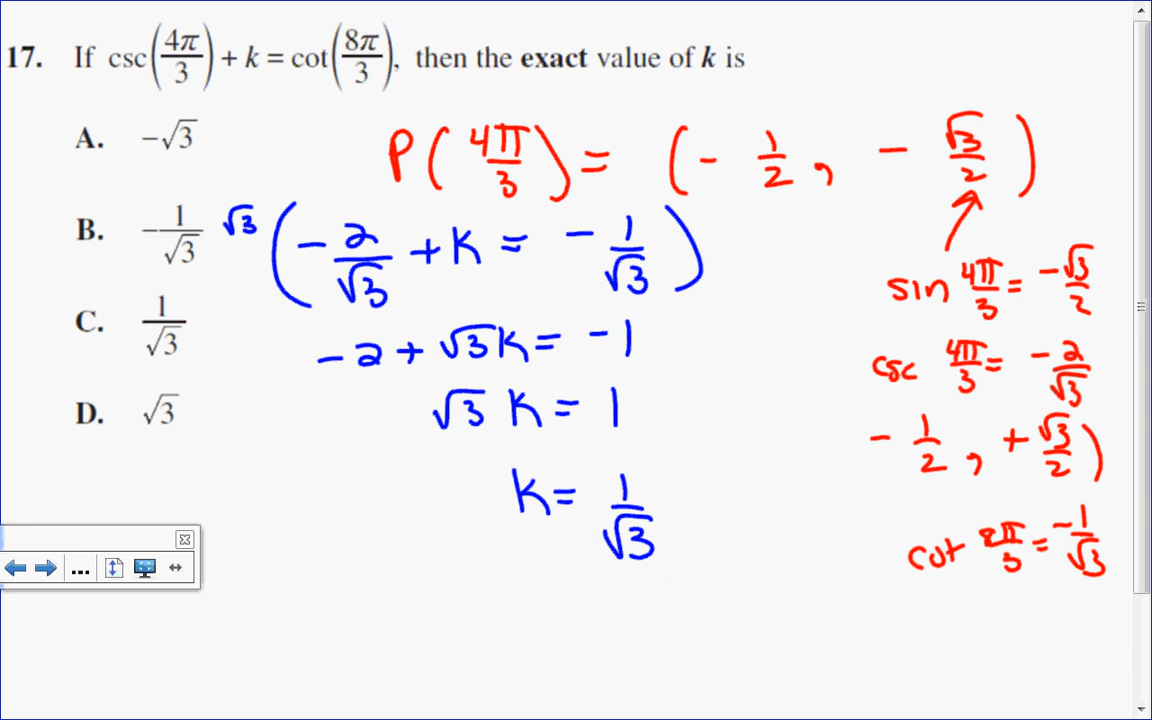 17. If csc(4π/3) + k = cot(8π/3), then the exact value of k is
A. −√3
B. −1/√3
C. 1/√3
D. √3
P(4π/3) = (−1/2, −√3/2)
√3(−2/√3 + k = −1/√3)
−2 + √3k = −1
√3 k = 1
k = 1/√3
sin 4π/3 = −√3/2
csc 4π/3 = −2/√3
−1/2, +√3/2)
cot 8π/3 = −1/√3
...